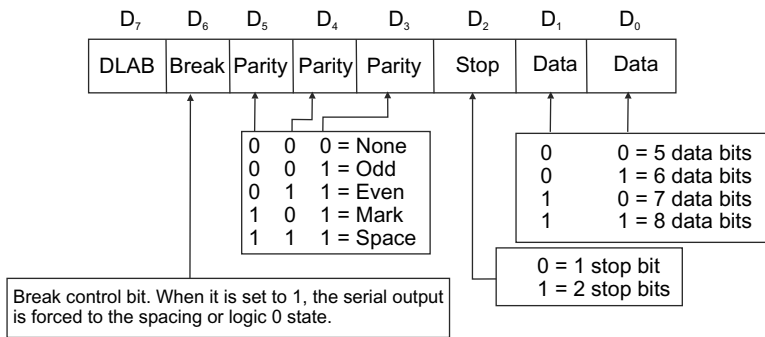 D₇ D₆ D₅ D₄ D₃ D₂ D₁ D₀
DLAB Break Parity Parity Parity Stop Data Data
0 0 0 = None
0 0 1 = Odd
0 1 1 = Even
1 0 1 = Mark
1 1 1 = Space
0 0 = 5 data bits
0 1 = 6 data bits
1 0 = 7 data bits
1 1 = 8 data bits
0 = 1 stop bit
1 = 2 stop bits
Break control bit. When it is set to 1, the serial output
is forced to the spacing or logic 0 state.